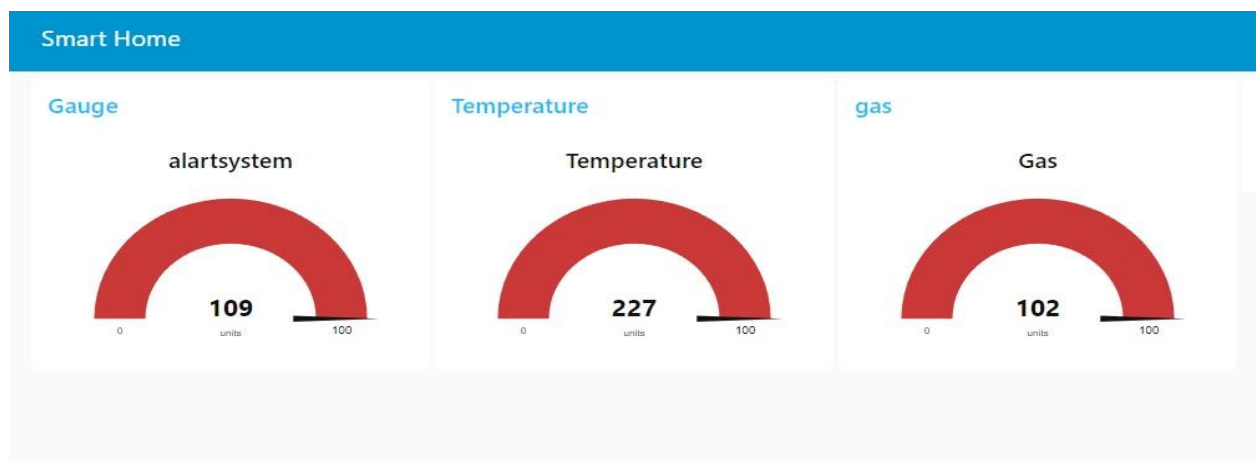 Smart Home
Gauge
alartsystem
109
0
units
100
Temperature
Temperature
227
0
units
100
gas
Gas
102
0
units
100